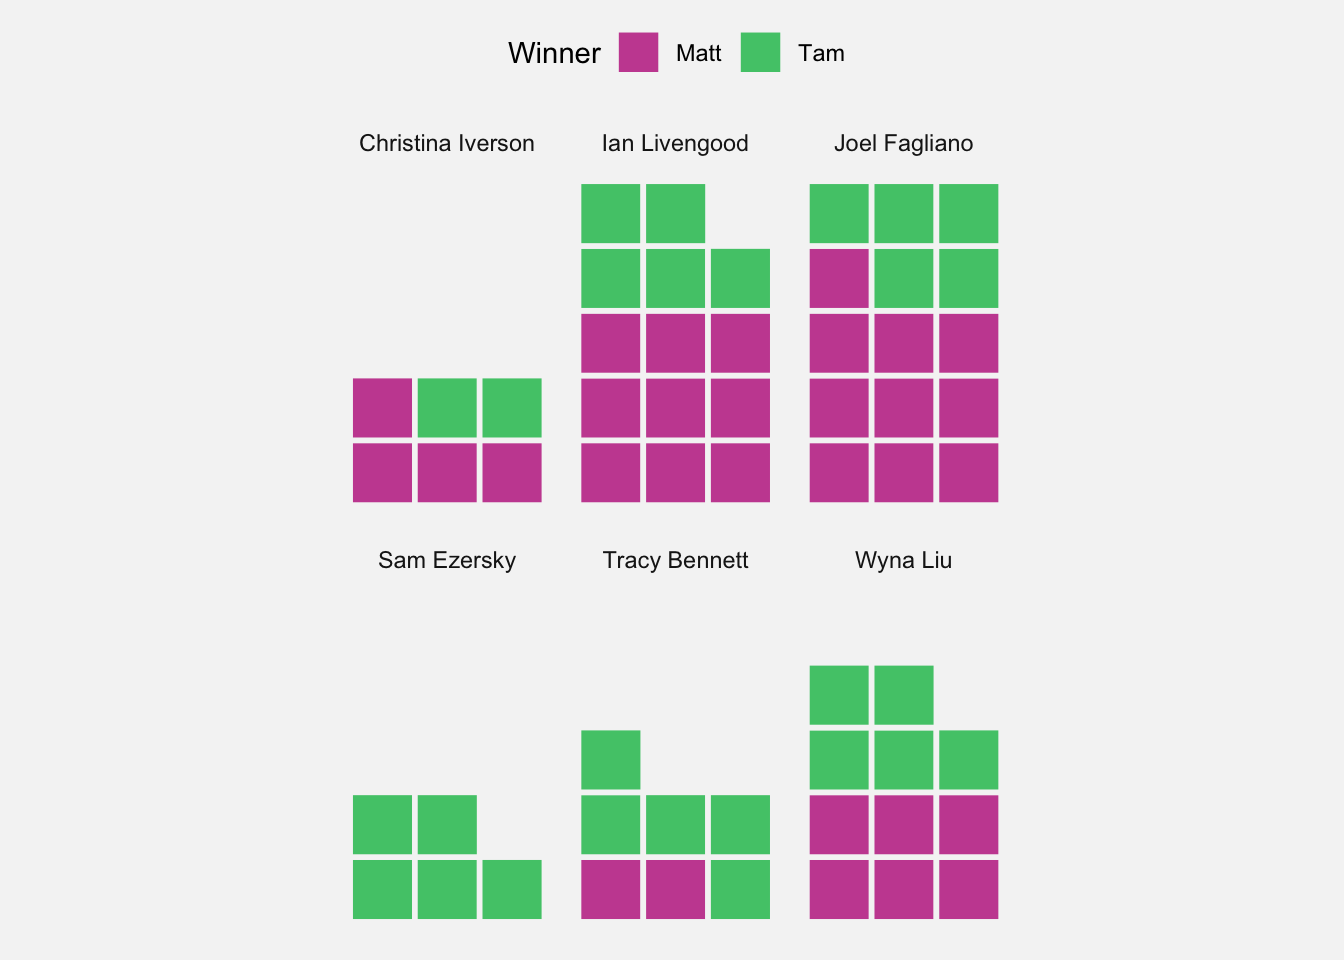 Winner Matt Tam
Christina Iverson Ian Livengood Joel Fagliano
Sam Ezersky Tracy Bennett Wyna Liu